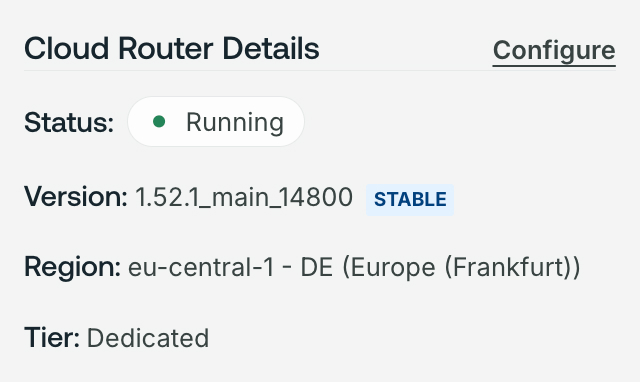 Cloud Router Details
Configure
Status: Running
Version: 1.52.1_main_14800 STABLE
Region: eu-central-1 - DE (Europe (Frankfurt))
Tier: Dedicated